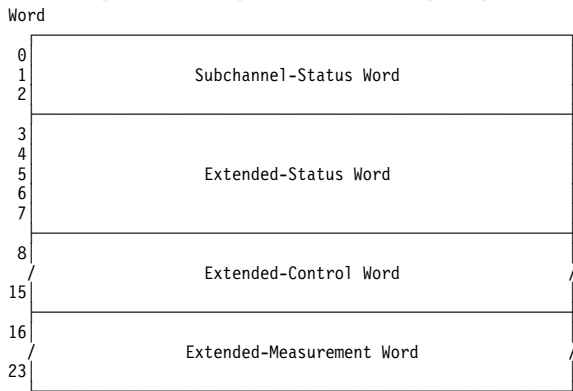 Word
0
1 Subchannel-Status Word
2
3
4
5 Extended-Status Word
6
7
8
/ Extended-Control Word /
15
16
/ Extended-Measurement Word /
23